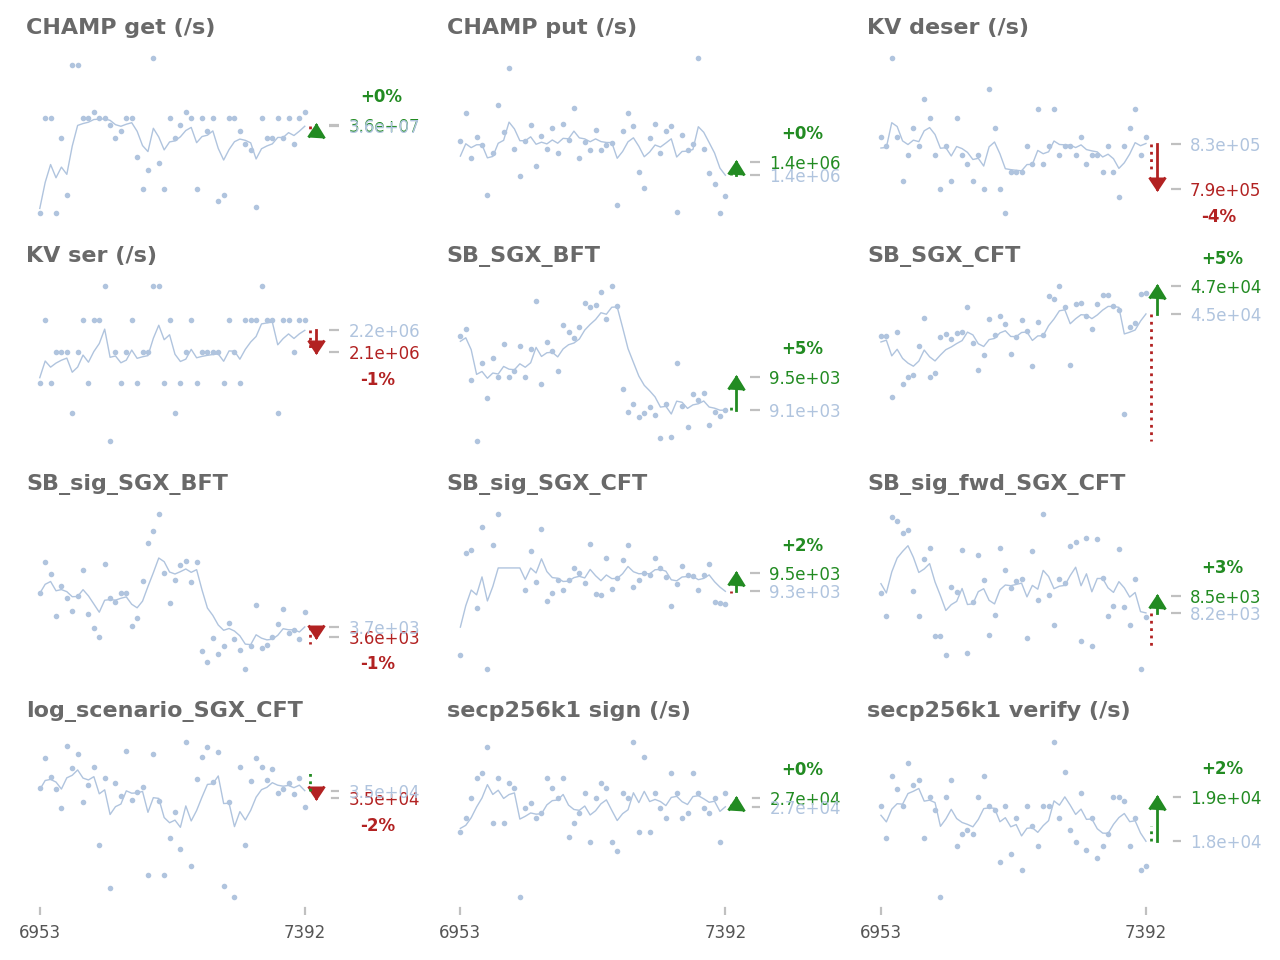 CHAMP get (/s)
+0%
3.6e+07
CHAMP put (/s)
+0%
1.4e+06
1.4e+06
KV deser (/s)
8.3e+05
7.9e+05
-4%
KV ser (/s)
2.2e+06
2.1e+06
-1%
SB_SGX_BFT
+5%
9.5e+03
9.1e+03
SB_SGX_CFT
+5%
4.7e+04
4.5e+04
SB_sig_SGX_BFT
3.7e+03
3.6e+03
-1%
SB_sig_SGX_CFT
+2%
9.5e+03
9.3e+03
SB_sig_fwd_SGX_CFT
+3%
8.5e+03
8.2e+03
log_scenario_SGX_CFT
3.5e+04
3.5e+04
-2%
secp256k1 sign (/s)
+0%
2.7e+04
2.7e+04
secp256k1 verify (/s)
+2%
1.9e+04
1.8e+04
6953
7392
6953
7392
6953
7392